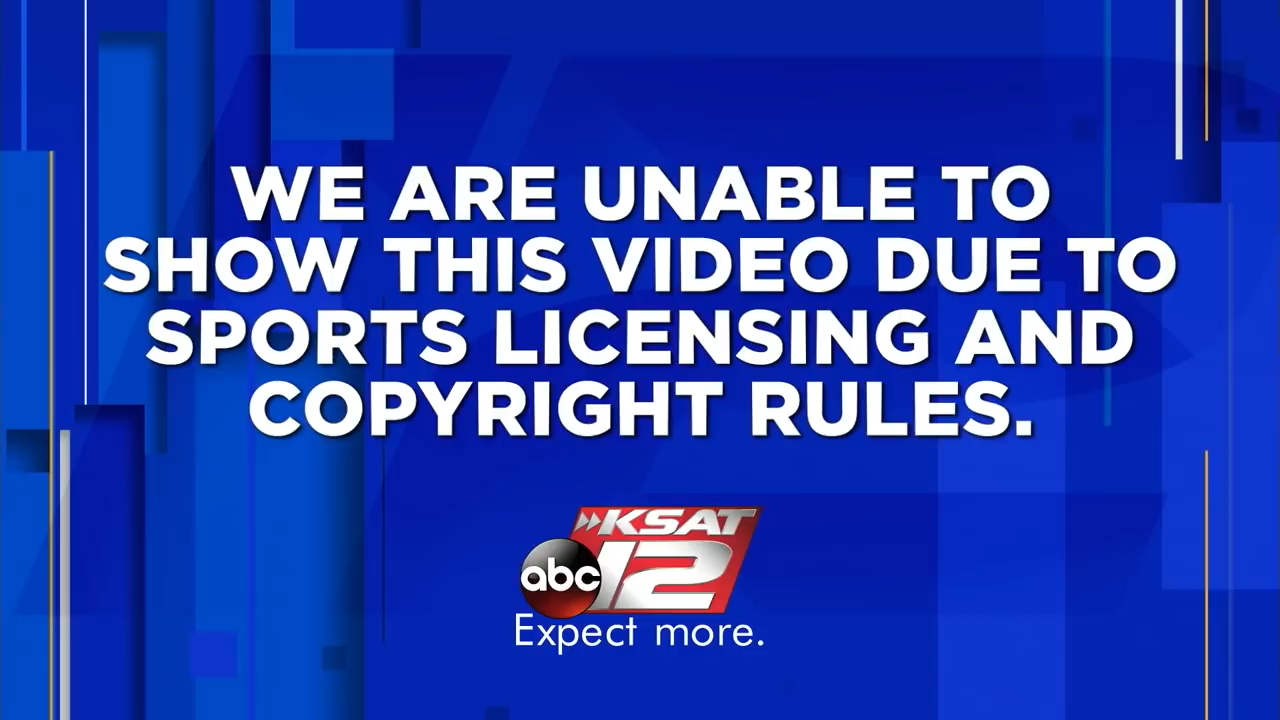 WE ARE UNABLE TO
SHOW THIS VIDEO DUE TO
SPORTS LICENSING AND
COPYRIGHT RULES.
KSAT
abc 12
Expect more.